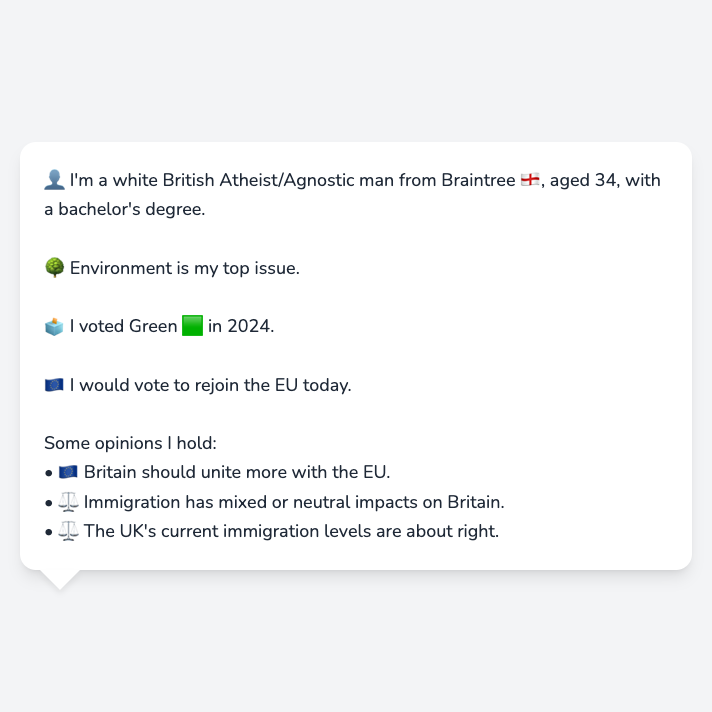 👤 I'm a white British Atheist/Agnostic man from Braintree 🏴󠁧󠁢󠁥󠁮󠁧󠁿, aged 34, with
a bachelor's degree.
🌳 Environment is my top issue.
🗳️ I voted Green 🟩 in 2024.
🇪🇺 I would vote to rejoin the EU today.
Some opinions I hold:
• 🇪🇺 Britain should unite more with the EU.
• ⚖️ Immigration has mixed or neutral impacts on Britain.
• ⚖️ The UK's current immigration levels are about right.